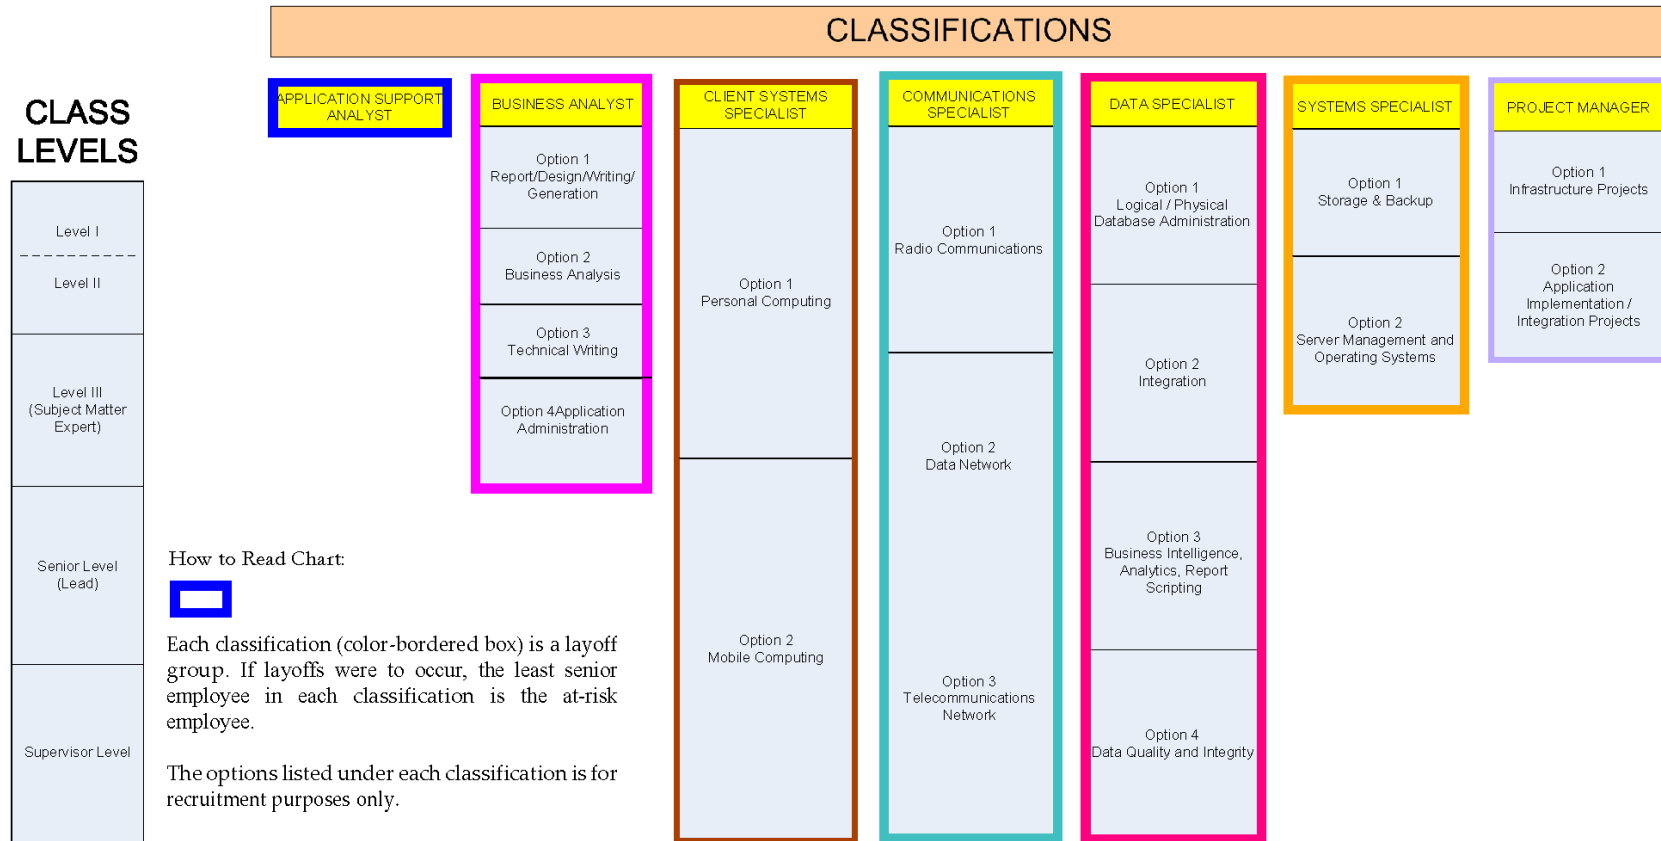 CLASSIFICATIONS
CLASS
LEVELS
Level I
Level II
Level III
(Subject Matter
Expert)
Senior Level
(Lead)
Supervisor Level
APPLICATION SUPPORT
ANALYST
BUSINESS ANALYST
Option 1
Report/Design/Writing/
Generation
Option 2
Business Analysis
Option 3
Technical Writing
Option 4Application
Administration
CLIENT SYSTEMS
SPECIALIST
Option 1
Personal Computing
Option 2
Mobile Computing
COMMUNICATIONS
SPECIALIST
Option 1
Radio Communications
Option 2
Data Network
Option 3
Telecommunications
Network
DATA SPECIALIST
Option 1
Logical / Physical
Database Administration
Option 2
Integration
Option 3
Business Intelligence,
Analytics, Report
Scripting
Option 4
Data Quality and Integrity
SYSTEMS SPECIALIST
Option 1
Storage & Backup
Option 2
Server Management and
Operating Systems
PROJECT MANAGER
Option 1
Infrastructure Projects
Option 2
Application
Implementation /
Integration Projects
How to Read Chart:
Each classification (color-bordered box) is a layoff
group. If layoffs were to occur, the least senior
employee in each classification is the at-risk
employee.
The options listed under each classification is for
recruitment purposes only.